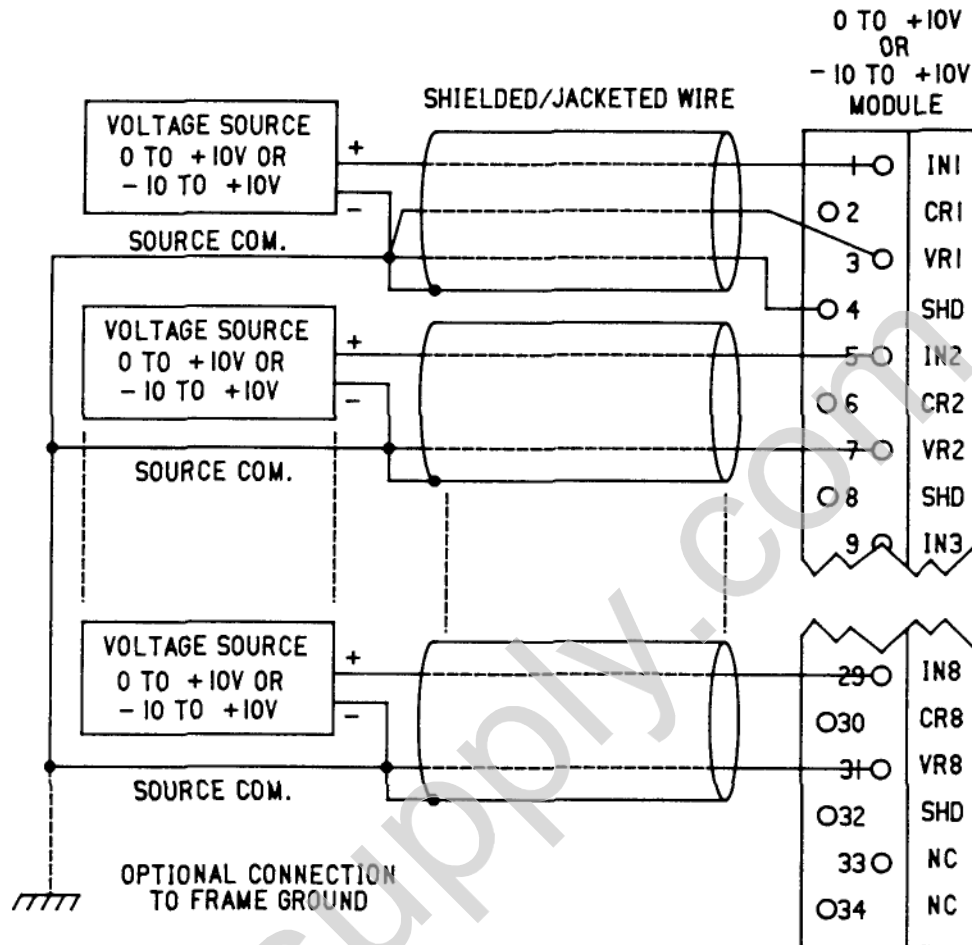 0 TO +10V
OR
- 10 TO +10V
MODULE
SHIELDED/JACKETED WIRE
VOLTAGE SOURCE
0 TO +10V OR
- 10 TO +10V
+
-
SOURCE COM.
1 IN1
2 CR1
3 VR1
4 SHD
VOLTAGE SOURCE
0 TO +10V OR
- 10 TO +10V
+
-
SOURCE COM.
5 IN2
6 CR2
7 VR2
8 SHD
9 IN3
VOLTAGE SOURCE
0 TO +10V OR
- 10 TO +10V
+
-
SOURCE COM.
29 IN8
30 CR8
31 VR8
32 SHD
33 NC
34 NC
OPTIONAL CONNECTION
TO FRAME GROUND
supply.com